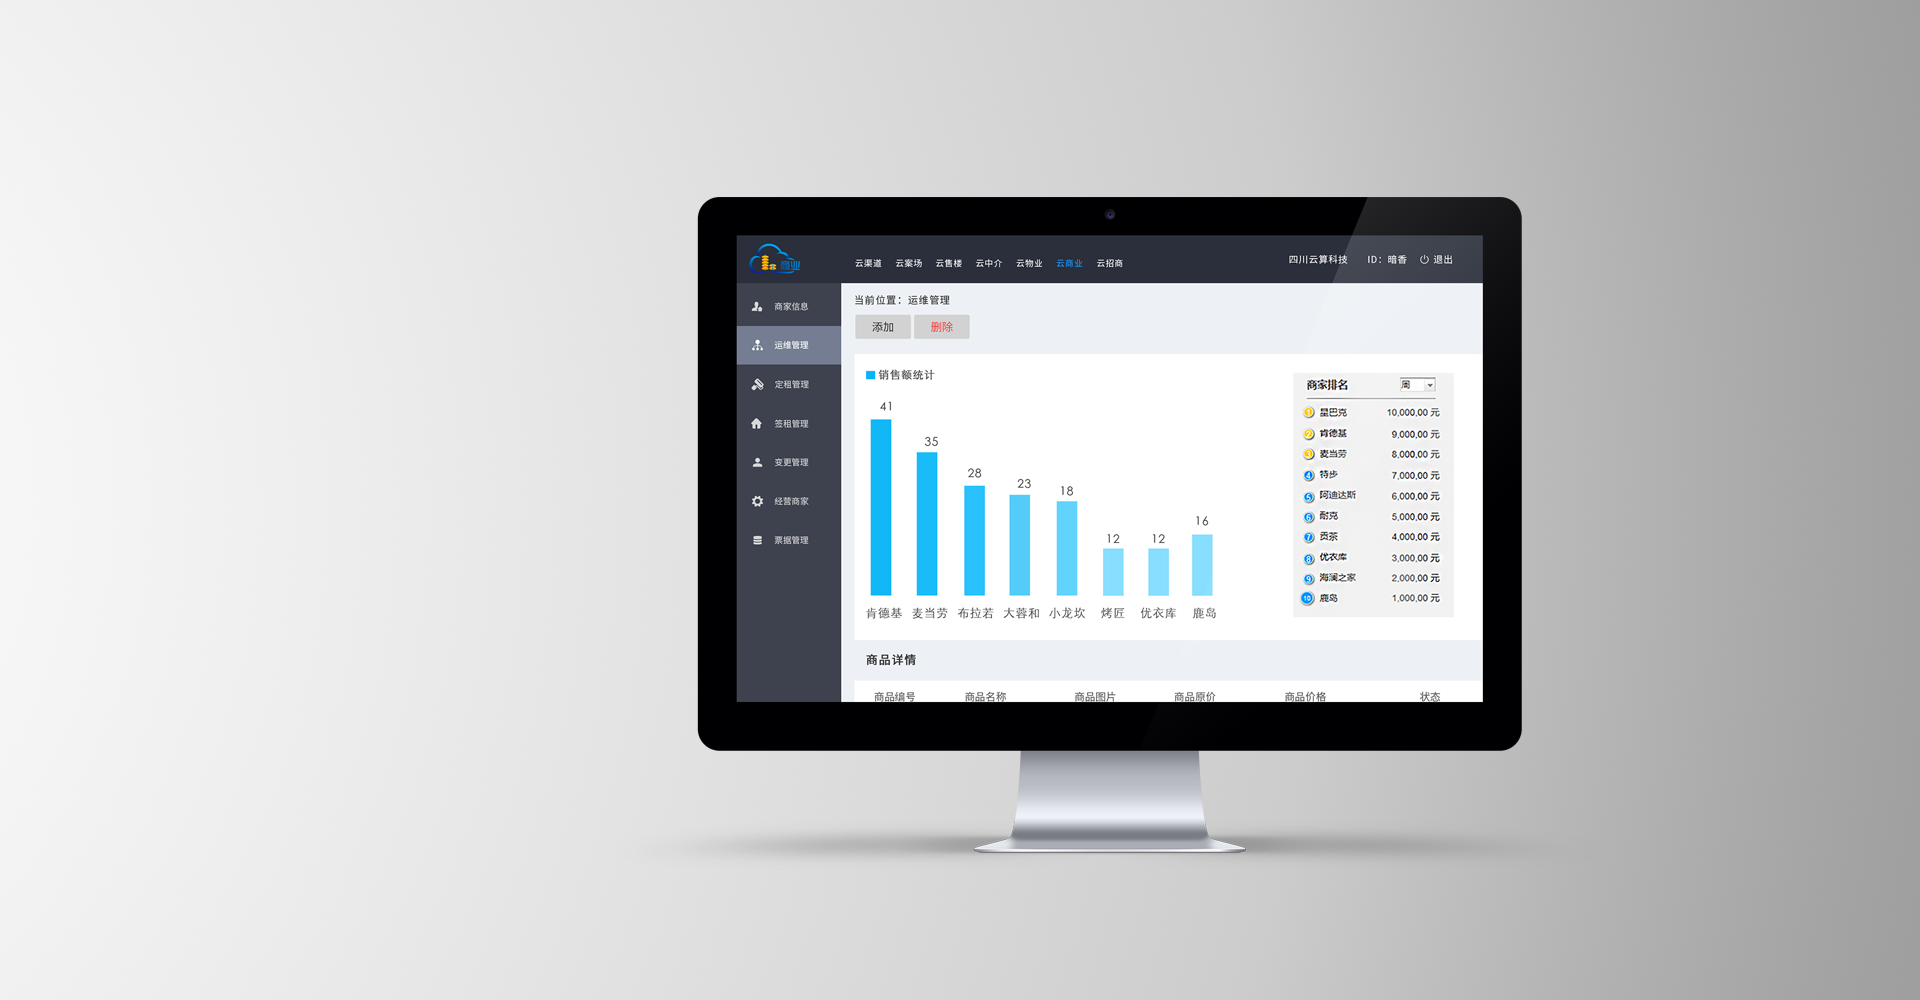 商业
云渠道 云案场 云售楼 云中介 云物业 云商业 云招商
四川云算科技 ID：暗香 退出
商家信息
运维管理
定租管理
签租管理
变更管理
经营商家
票据管理
当前位置：运维管理
添加 删除
销售额统计
41
35
28
23
18
12
12
16
肯德基 麦当劳 布拉若 大蓉和 小龙坎 烤匠 优衣库 鹿岛
商家排名 周
1 星巴克 10,000,00 元
2 肯德基 9,000,00 元
3 麦当劳 8,000,00 元
4 特步 7,000,00 元
5 阿迪达斯 6,000,00 元
6 耐克 5,000,00 元
7 贡茶 4,000,00 元
8 优衣库 3,000,00 元
9 海澜之家 2,000,00 元
10 鹿岛 1,000,00 元
商品详情
商品编号 商品名称 商品图片 商品原价 商品价格 状态